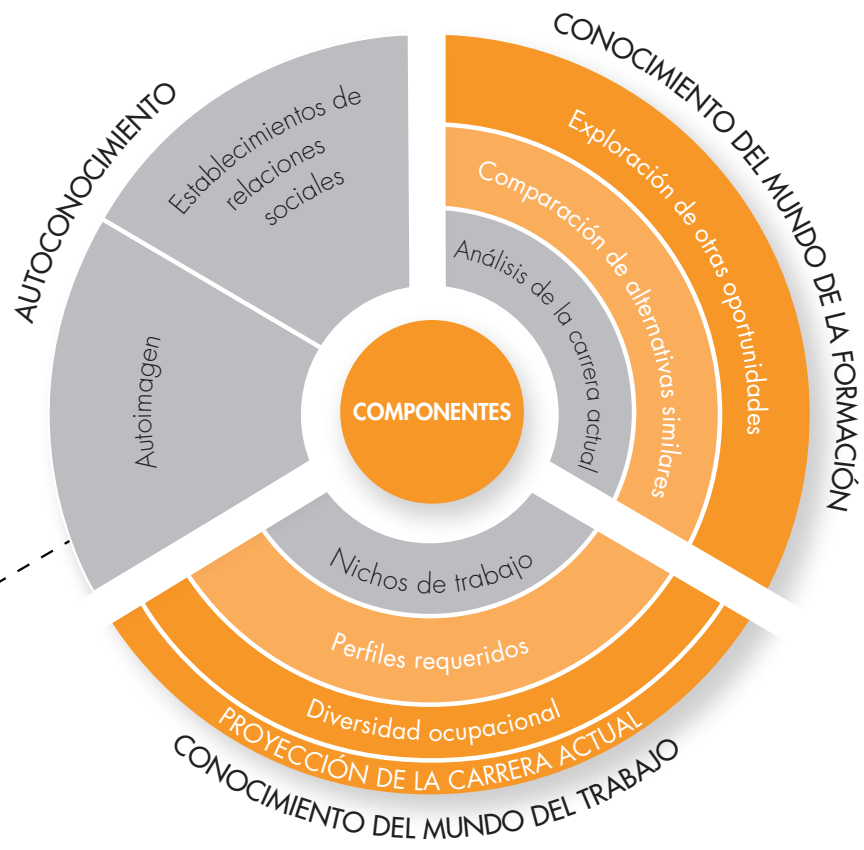 AUTOCONOCIMIENTO
Establecimientos de
relaciones
sociales
Autoimagen
CONOCIMIENTO DEL MUNDO DE LA FORMACIÓN
Exploración de otras oportunidades
Comparación de alternativas similares
Análisis de la carrera actual
COMPONENTES
Nichos de trabajo
Perfiles requeridos
Diversidad ocupacional
PROYECCIÓN DE LA CARRERA ACTUAL
CONOCIMIENTO DEL MUNDO DEL TRABAJO